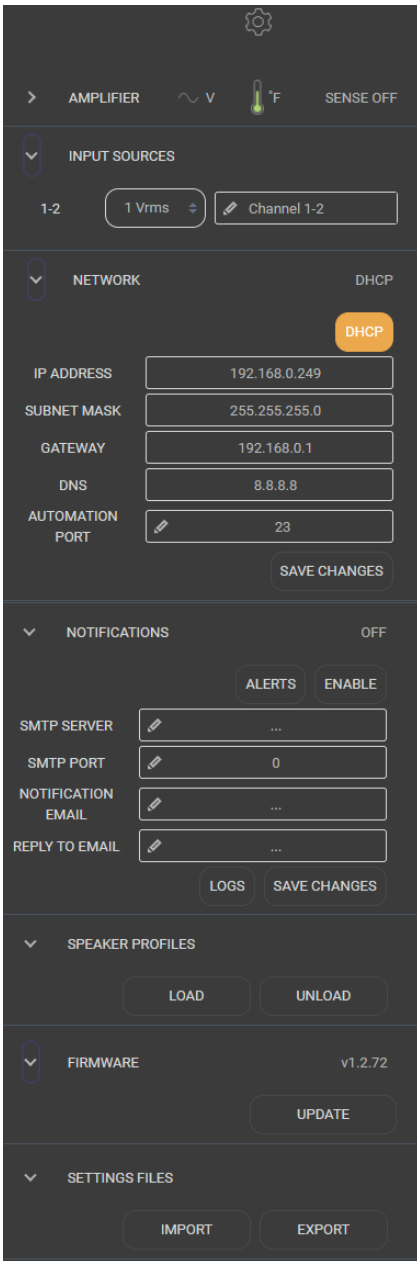 AMPLIFIER V °F SENSE OFF
INPUT SOURCES
1-2 1 Vrms Channel 1-2
NETWORK DHCP
DHCP
IP ADDRESS 192.168.0.249
SUBNET MASK 255.255.255.0
GATEWAY 192.168.0.1
DNS 8.8.8.8
AUTOMATION
PORT 23
SAVE CHANGES
NOTIFICATIONS OFF
ALERTS ENABLE
SMTP SERVER ...
SMTP PORT 0
NOTIFICATION
EMAIL ...
REPLY TO EMAIL ...
LOGS SAVE CHANGES
SPEAKER PROFILES
LOAD UNLOAD
FIRMWARE v1.2.72
UPDATE
SETTINGS FILES
IMPORT EXPORT